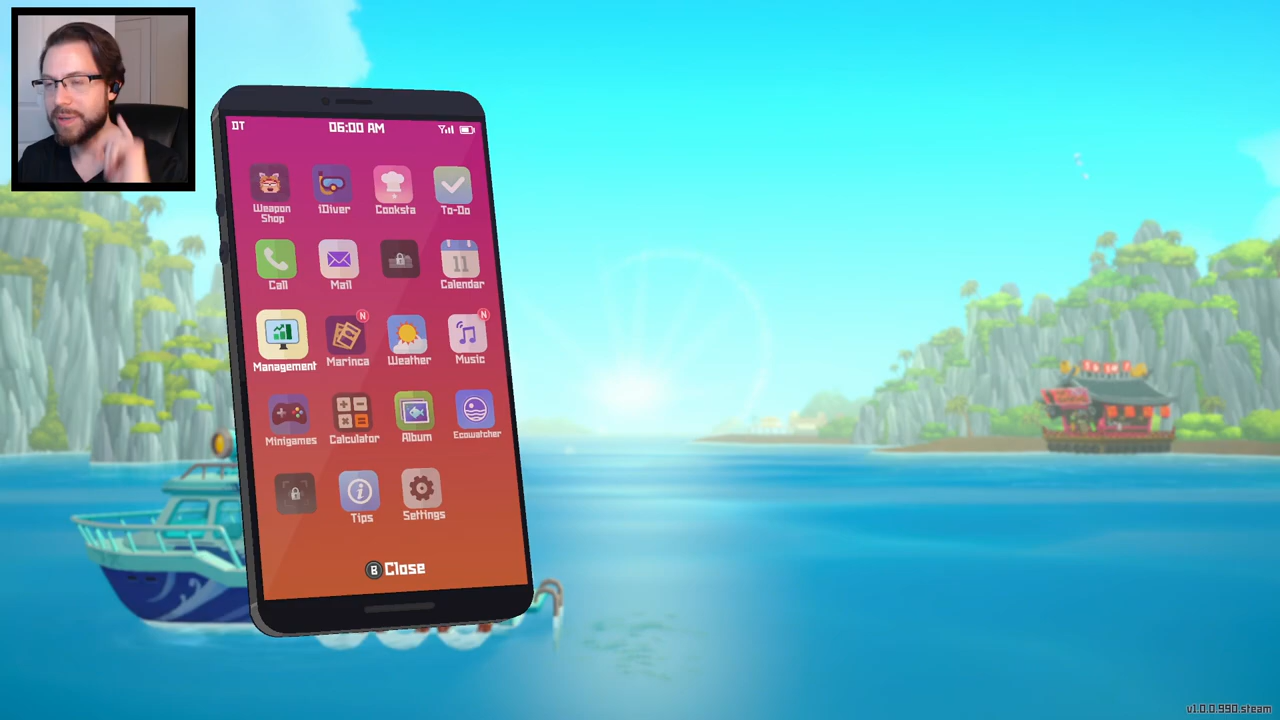 DT
06:00 AM
Weapon
Shop
iDiver
Cooksta
To-Do
Call
Mail
11
Calendar
Management
N
Marinca
Weather
N
Music
Minigames
Calculator
Album
Ecowatcher
Tips
Settings
B Close
v1.0.0.990.steam